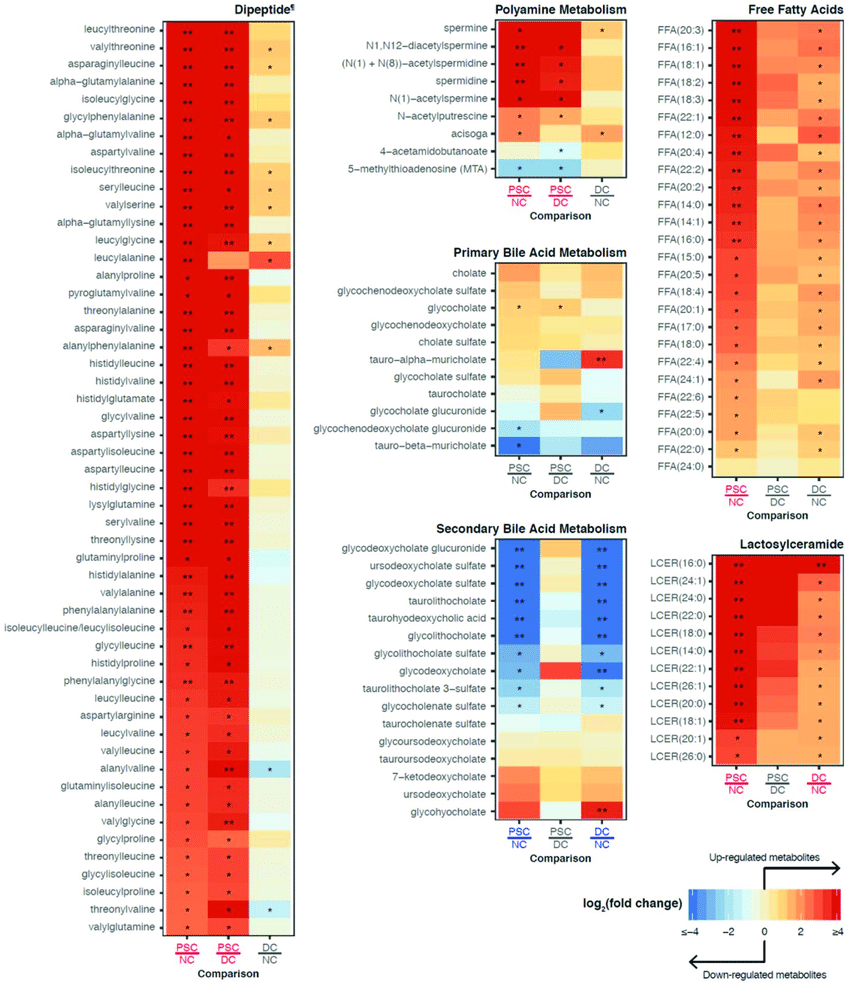 Dipeptide¶
leucylthreonine ** **
valylthreonine ** ** *
asparaginylleucine ** ** *
alpha−glutamylalanine ** **
isoleucylglycine ** **
glycylphenylalanine ** ** *
alpha−glutamylvaline ** *
aspartylvaline ** **
isoleucylthreonine ** ** *
serylleucine ** * *
valylserine ** ** *
alpha−glutamyllysine ** **
leucylglycine ** ** *
leucylalanine ** *
alanylproline * **
pyroglutamylvaline * *
threonylalanine ** **
asparaginylvaline ** **
alanylphenylalanine ** * *
histidylleucine ** **
histidylvaline ** **
histidylglutamate ** *
glycylvaline ** **
aspartyllysine ** **
aspartylisoleucine ** **
aspartylleucine ** **
histidylglycine ** **
lysylglutamine ** **
serylvaline ** **
threonyllysine ** **
glutaminylproline * *
histidylalanine ** **
valylalanine ** **
phenylalanylalanine ** **
isoleucylleucine/leucylisoleucine * *
glycylleucine ** **
histidylproline * *
phenylalanylglycine ** **
leucylleucine * *
aspartylarginine * *
leucylvaline * *
valylleucine * *
alanylvaline * ** *
glutaminylisoleucine * *
alanylleucine * *
valylglycine * **
glycylproline * *
threonylleucine * *
glycylisoleucine * *
isoleucylproline * *
threonylvaline * * *
valylglutamine * *
PSC PSC DC
NC DC NC
Comparison
Polyamine Metabolism
spermine * *
N1,N12−diacetylspermine ** *
(N(1) + N(8))−acetylspermidine ** *
spermidine ** *
N(1)−acetylspermine * *
N−acetylputrescine * *
acisoga * *
4−acetamidobutanoate *
5−methylthioadenosine (MTA) * *
PSC PSC DC
NC DC NC
Comparison
Primary Bile Acid Metabolism
cholate
glycochenodeoxycholate sulfate
glycocholate * *
glycochenodeoxycholate
cholate sulfate
tauro−alpha−muricholate **
glycocholate sulfate
taurocholate
glycocholate glucuronide *
glycochenodeoxycholate glucuronide *
tauro−beta−muricholate *
PSC PSC DC
NC DC NC
Comparison
Secondary Bile Acid Metabolism
glycodeoxycholate glucuronide ** **
ursodeoxycholate sulfate ** **
glycodeoxycholate sulfate ** **
taurolithocholate ** **
taurohyodeoxycholic acid ** **
glycolithocholate ** **
glycolithocholate sulfate * *
glycodeoxycholate * **
taurolithocholate 3−sulfate * *
glycocholenate sulfate * *
taurocholenate sulfate
glycoursodeoxycholate
tauroursodeoxycholate
7−ketodeoxycholate
ursodeoxycholate
glycohyocholate **
PSC PSC DC
NC DC NC
Comparison
Free Fatty Acids
FFA(20:3) ** *
FFA(16:1) ** *
FFA(18:1) ** *
FFA(18:2) ** *
FFA(18:3) ** *
FFA(22:1) ** *
FFA(12:0) ** *
FFA(20:4) ** *
FFA(22:2) ** *
FFA(20:2) ** *
FFA(14:0) ** *
FFA(14:1) ** *
FFA(16:0) ** *
FFA(15:0) * *
FFA(20:5) * *
FFA(18:4) * *
FFA(20:1) * *
FFA(17:0) * *
FFA(18:0) * *
FFA(22:4) * *
FFA(24:1) * *
FFA(22:6) *
FFA(22:5) *
FFA(20:0) * *
FFA(22:0) * *
FFA(24:0)
PSC PSC DC
NC DC NC
Comparison
Lactosylceramide
LCER(16:0) ** **
LCER(24:1) ** *
LCER(24:0) ** *
LCER(22:0) ** *
LCER(18:0) ** *
LCER(14:0) ** *
LCER(22:1) ** *
LCER(26:1) ** *
LCER(20:0) ** *
LCER(18:1) ** *
LCER(20:1) * *
LCER(26:0) * *
PSC PSC DC
NC DC NC
Comparison
Up-regulated metabolites
log2(fold change)
≤−4 −2 0 2 ≥4
Down-regulated metabolites